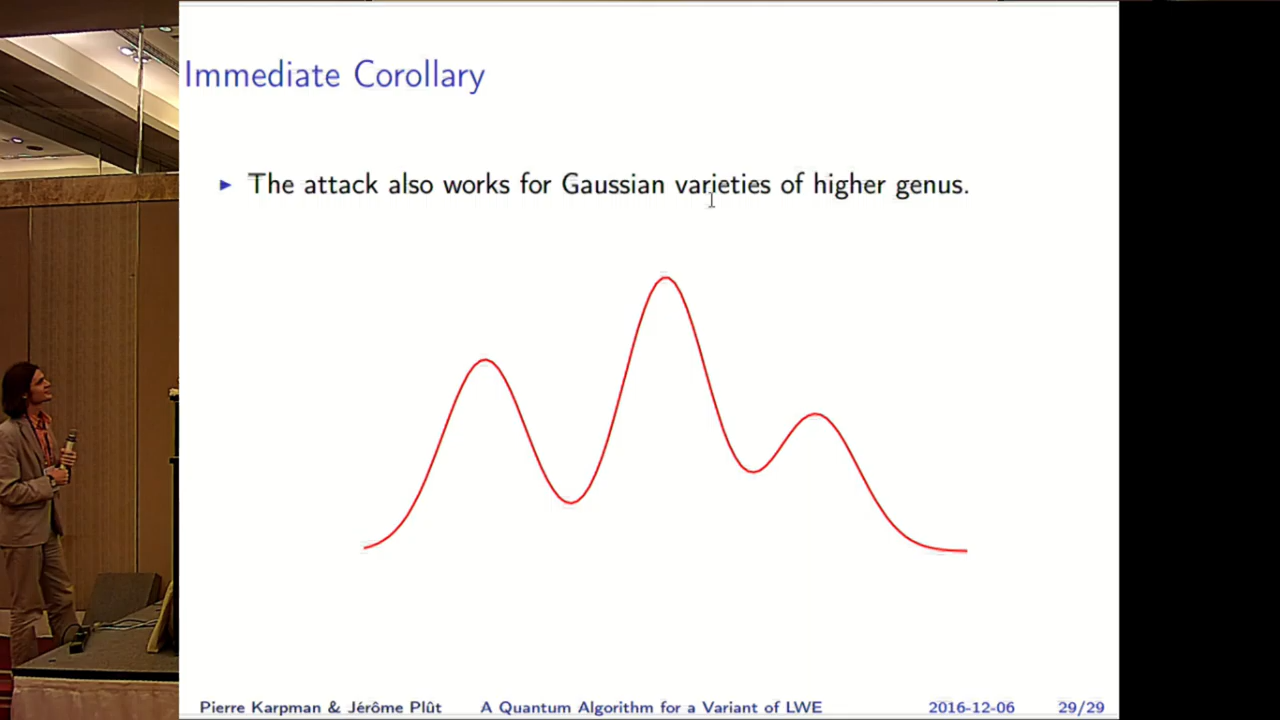 Immediate Corollary
The attack also works for Gaussian varieties of higher genus.
Pierre Karpman & Jérôme Plût A Quantum Algorithm for a Variant of LWE 2016-12-06 29/29